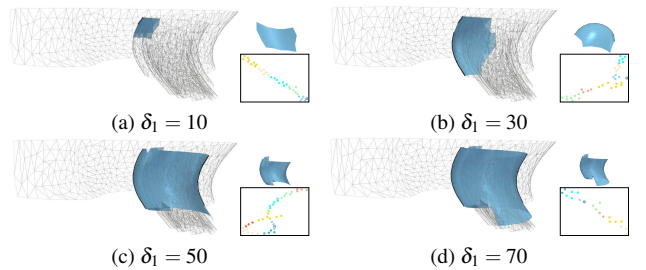 (a) δ₁ = 10
(b) δ₁ = 30
(c) δ₁ = 50
(d) δ₁ = 70